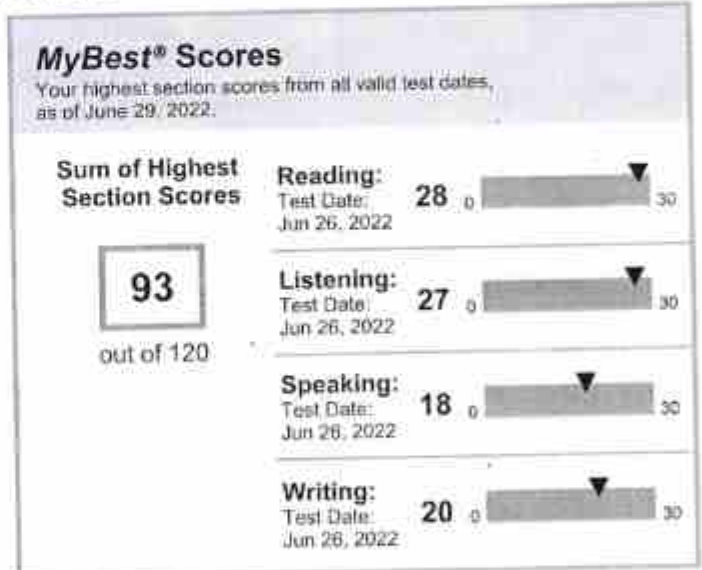 MyBest® Scores
Your highest section scores from all valid test dates,
as of June 29, 2022.
Sum of Highest
Section Scores
93
out of 120
Reading:
Test Date:
Jun 26, 2022
28
0
30
Listening:
Test Date:
Jun 26, 2022
27
0
30
Speaking:
Test Date:
Jun 26, 2022
18
0
30
Writing:
Test Date:
Jun 26, 2022
20
0
30